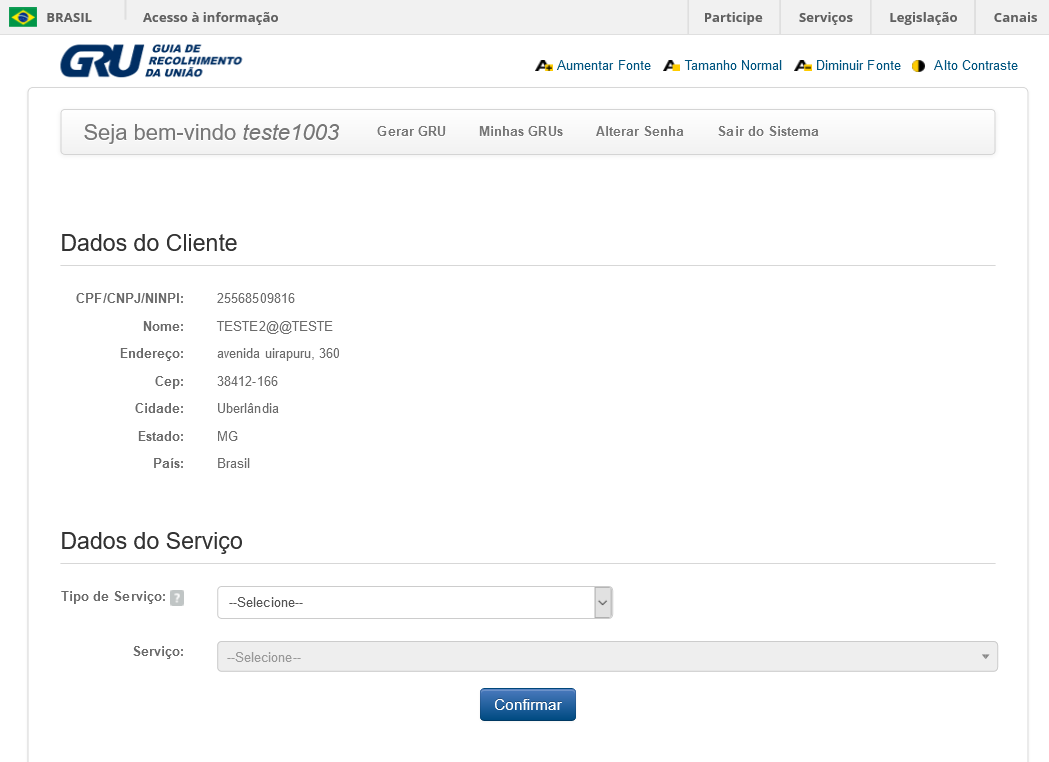 BRASIL Acesso à informação Participe Serviços Legislação Canais
GRU GUIA DE
RECOLHIMENTO
DA UNIÃO
Aumentar Fonte Tamanho Normal Diminuir Fonte Alto Contraste
Seja bem-vindo teste1003 Gerar GRU Minhas GRUs Alterar Senha Sair do Sistema
Dados do Cliente
CPF/CNPJ/NINPI: 25568509816
Nome: TESTE2@@TESTE
Endereço: avenida uirapuru, 360
Cep: 38412-166
Cidade: Uberlândia
Estado: MG
País: Brasil
Dados do Serviço
Tipo de Serviço: ? --Selecione--
Serviço: --Selecione--
Confirmar